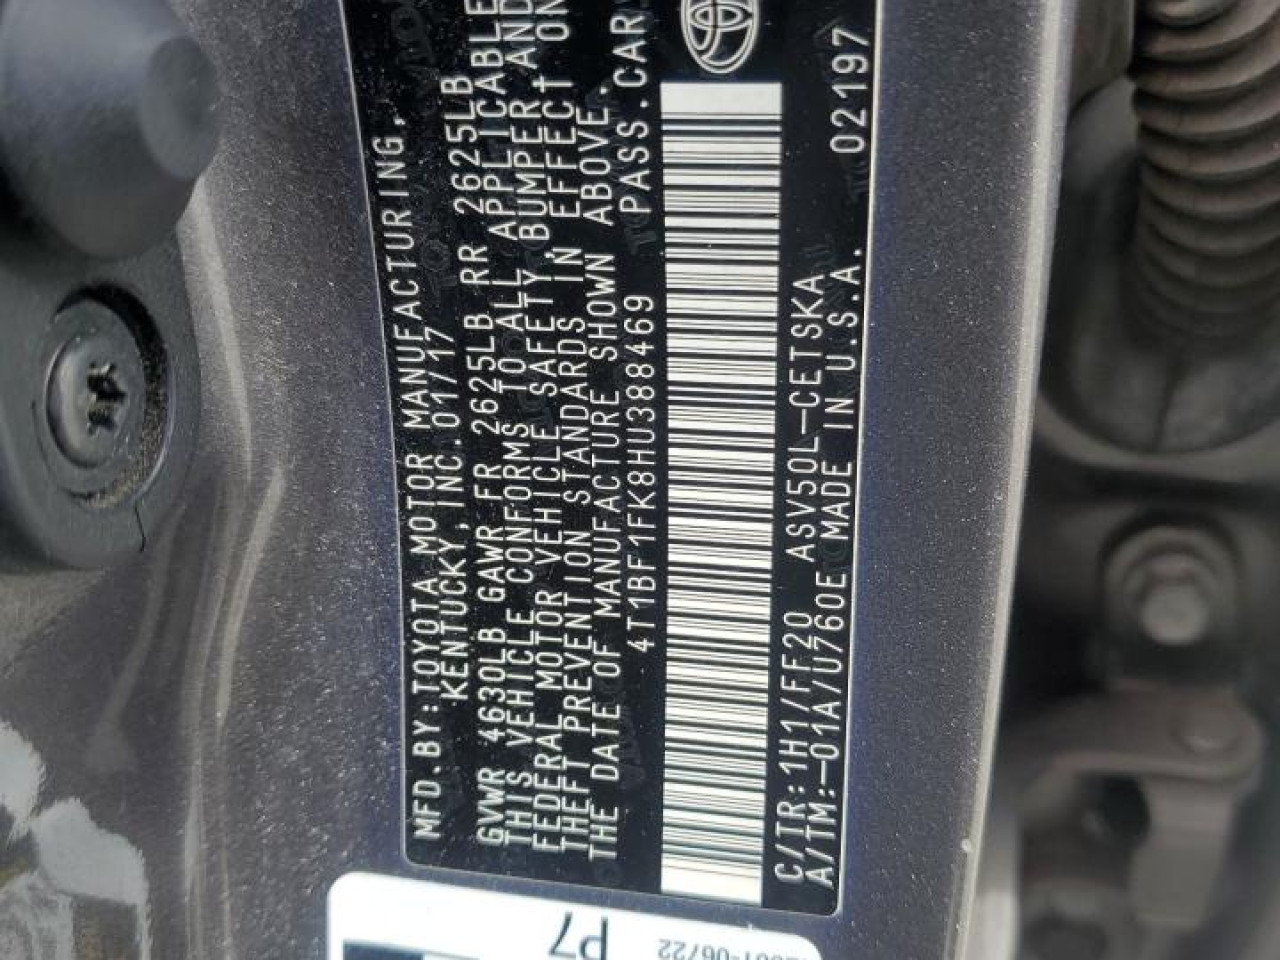 MFD.BY:TOYOTA MOTOR MANUFACTURING,
KENTUCKY, INC. 01/17
GVWR 4630LB GAWR FR 2625LB RR 2625LB
THIS VEHICLE CONFORMS TO ALL APPLICABLE
FEDERAL MOTOR VEHICLE SAFETY, BUMPER AND
THEFT PREVENTION STANDARDS IN EFFECT ON
THE DATE OF MANUFACTURE SHOWN ABOVE.
4T1BF1FK8HU388469 PASS.CAR
C/TR:1H1/FF20 ASV50L-CETSKA 02197
A/TM:-01A/U760E MADE IN U.S.A.
P7